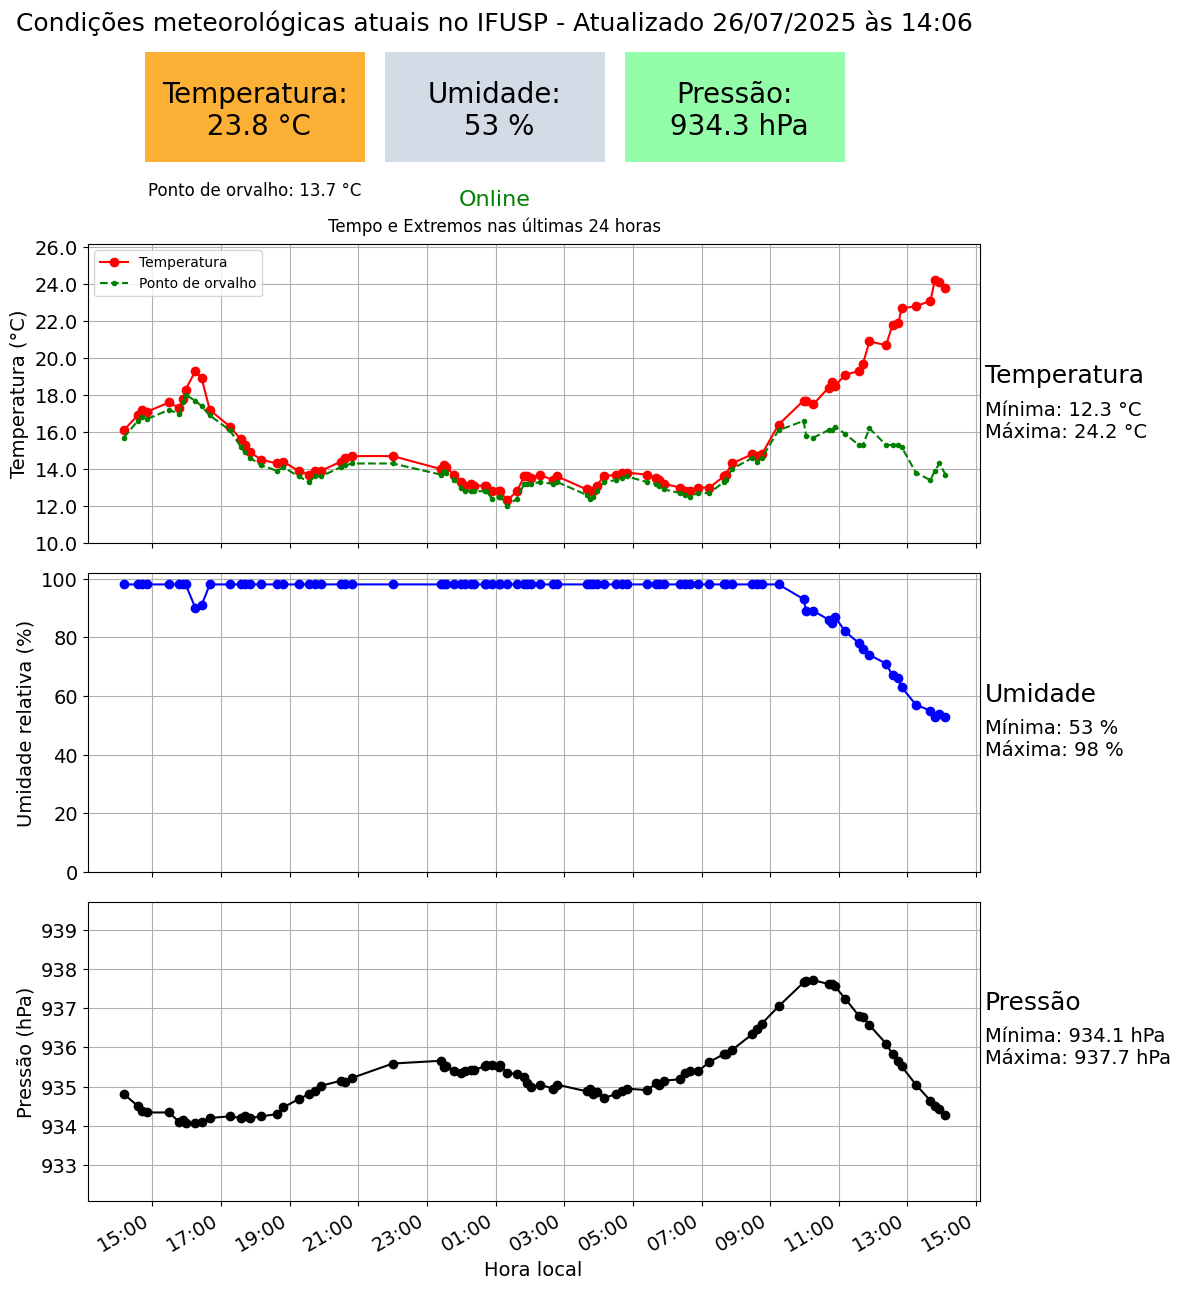 Condições meteorológicas atuais no IFUSP - Atualizado 26/07/2025 às 14:06
Temperatura:
23.8 °C
Umidade:
53 %
Pressão:
934.3 hPa
Ponto de orvalho: 13.7 °C
Online
Tempo e Extremos nas últimas 24 horas
Temperatura (°C)
26.0
24.0
22.0
20.0
18.0
16.0
14.0
12.0
10.0
Temperatura
Ponto de orvalho
Temperatura
Mínima: 12.3 °C
Máxima: 24.2 °C
Umidade relativa (%)
100
80
60
40
20
0
Umidade
Mínima: 53 %
Máxima: 98 %
Pressão (hPa)
939
938
937
936
935
934
933
Pressão
Mínima: 934.1 hPa
Máxima: 937.7 hPa
15:00 17:00 19:00 21:00 23:00 01:00 03:00 05:00 07:00 09:00 11:00 13:00 15:00
Hora local